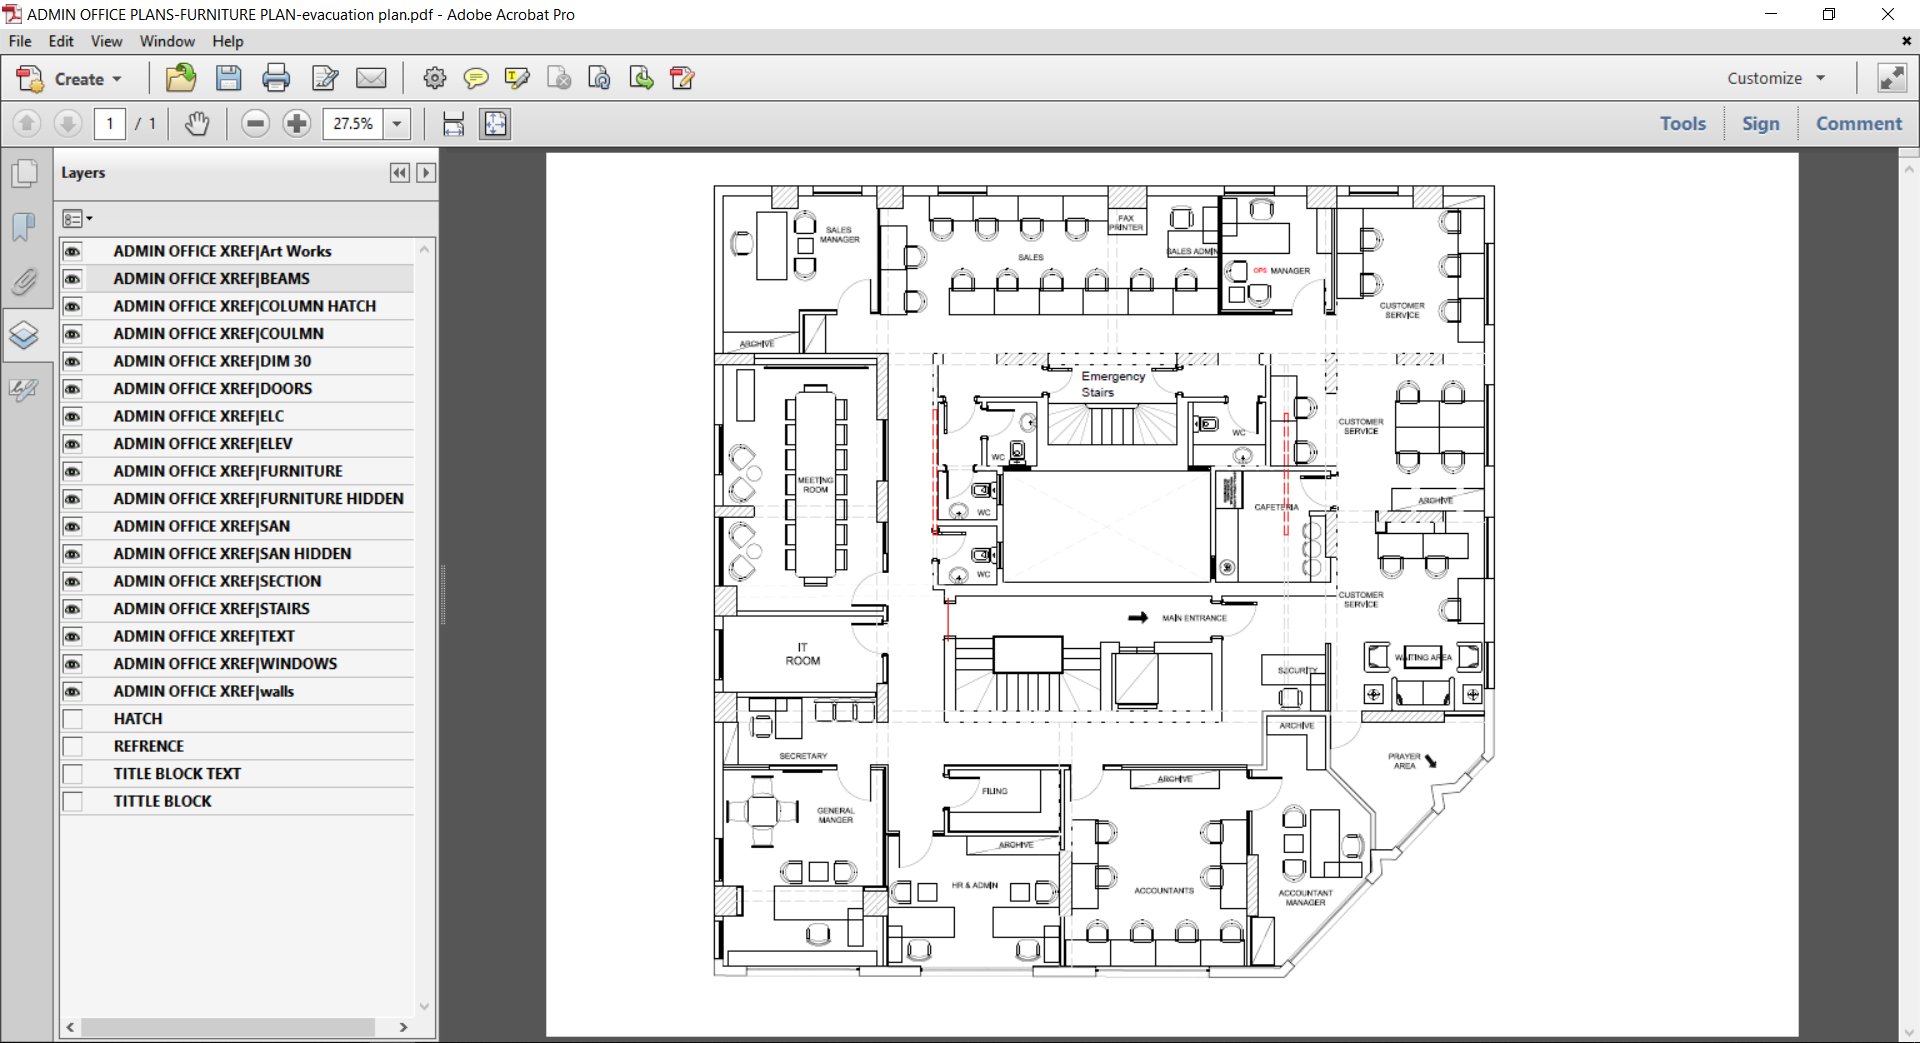 ADMIN OFFICE PLANS-FURNITURE PLAN-evacuation plan.pdf - Adobe Acrobat Pro
File Edit View Window Help
Create
Customize
1 / 1
27.5%
Tools
Sign
Comment
Layers
ADMIN OFFICE XREF|Art Works
ADMIN OFFICE XREF|BEAMS
ADMIN OFFICE XREF|COLUMN HATCH
ADMIN OFFICE XREF|COULMN
ADMIN OFFICE XREF|DIM 30
ADMIN OFFICE XREF|DOORS
ADMIN OFFICE XREF|ELC
ADMIN OFFICE XREF|ELEV
ADMIN OFFICE XREF|FURNITURE
ADMIN OFFICE XREF|FURNITURE HIDDEN
ADMIN OFFICE XREF|SAN
ADMIN OFFICE XREF|SAN HIDDEN
ADMIN OFFICE XREF|SECTION
ADMIN OFFICE XREF|STAIRS
ADMIN OFFICE XREF|TEXT
ADMIN OFFICE XREF|WINDOWS
ADMIN OFFICE XREF|walls
HATCH
REFRENCE
TITLE BLOCK TEXT
TITTLE BLOCK
SALES
MANAGER
SALES
FAX
PRINTER
SALES ADMIN
OPS MANAGER
CUSTOMER
SERVICE
ARCHIVE
Emergency
Stairs
CUSTOMER
SERVICE
WC
WC
MEETING
ROOM
WC
CAFETERIA
ARCHIVE
WC
CUSTOMER
SERVICE
MAIN ENTRANCE
IT
ROOM
WAITING AREA
SECURITY
ARCHIVE
SECRETARY
PRAYER
AREA
ARCHIVE
FILING
GENERAL
MANGER
ARCHIVE
HR & ADMIN
ACCOUNTANTS
ACCOUNTANT
MANAGER